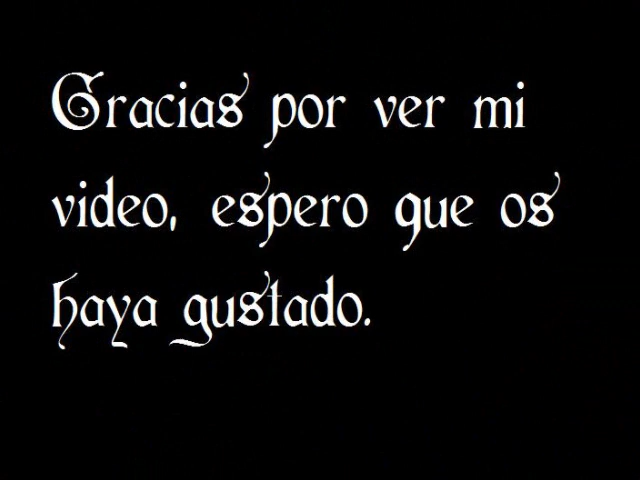 Gracias por ver mi
video, espero que os
haya gustado.